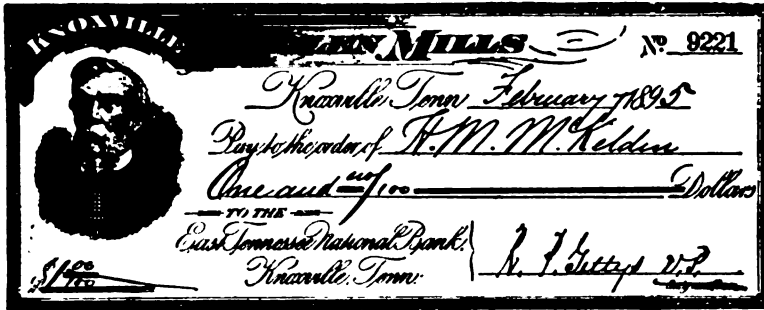 KNOXVILLE
MILLS
No. 9221
Knoxville, Tenn. February 7 1895
Pay to the order of H. M. McKeldin
One and no/100 Dollars
TO THE
East Tennessee National Bank,
Knoxville, Tenn.
$1 00/100
Gettys V.P.